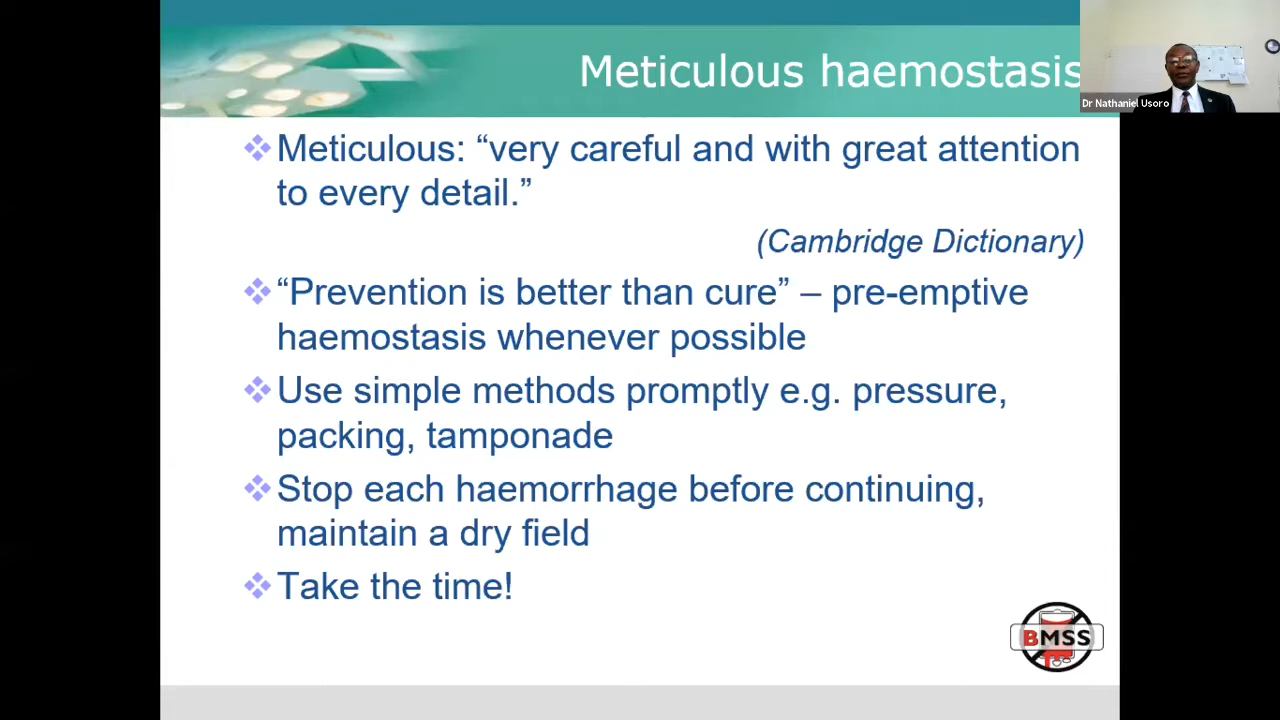 Meticulous haemostasis
Dr Nathaniel Usoro
Meticulous: “very careful and with great attention
to every detail.”
(Cambridge Dictionary)
“Prevention is better than cure” – pre-emptive
haemostasis whenever possible
Use simple methods promptly e.g. pressure,
packing, tamponade
Stop each haemorrhage before continuing,
maintain a dry field
Take the time!
BMSS